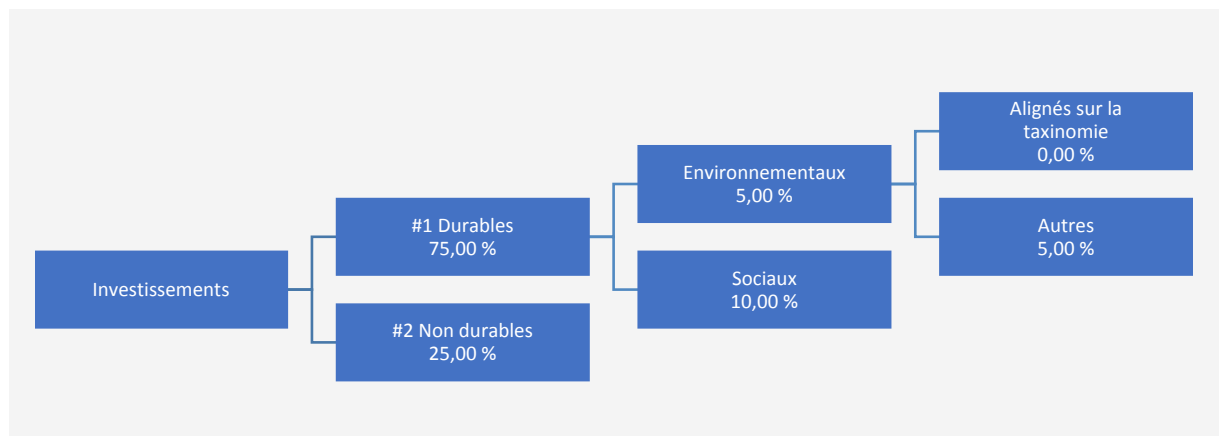 Investissements
#1 Durables
75,00 %
#2 Non durables
25,00 %
Environnementaux
5,00 %
Sociaux
10,00 %
Alignés sur la
taxinomie
0,00 %
Autres
5,00 %